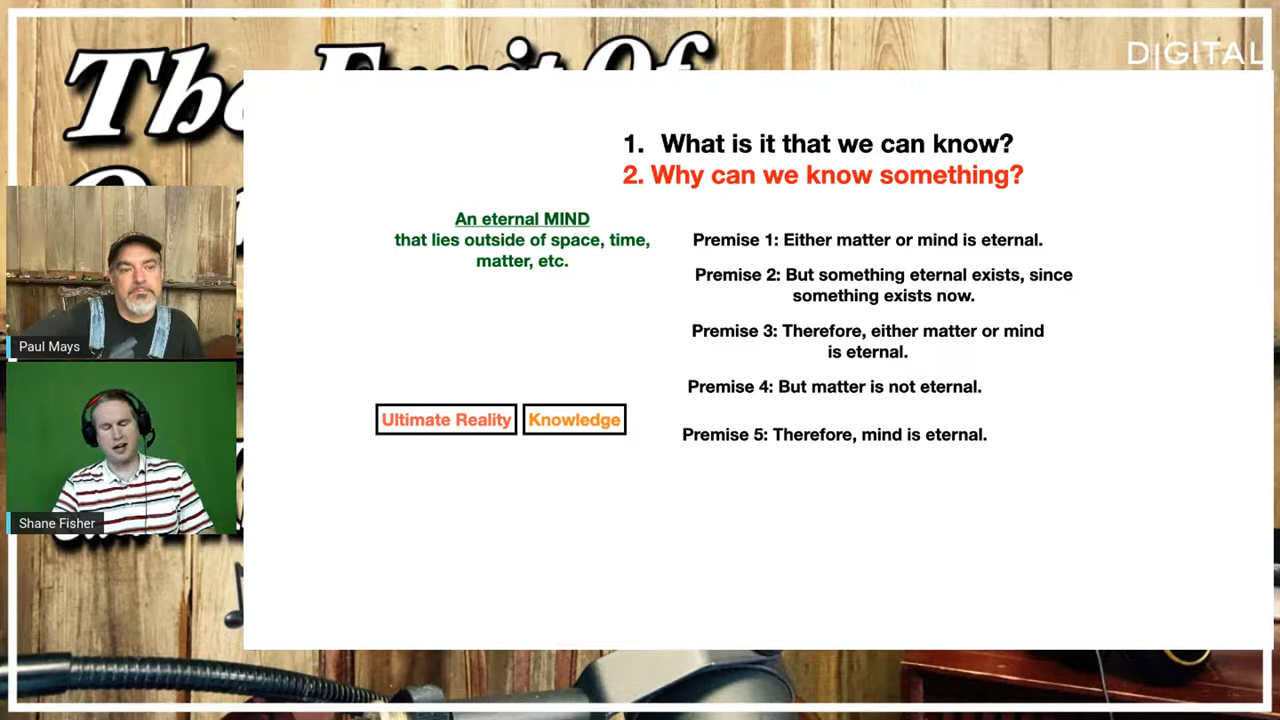 The
Of
DIGITAL
1. What is it that we can know?
2. Why can we know something?
An eternal MIND
that lies outside of space, time,
matter, etc.
Premise 1: Either matter or mind is eternal.
Premise 2: But something eternal exists, since
something exists now.
Premise 3: Therefore, either matter or mind
is eternal.
Premise 4: But matter is not eternal.
Ultimate Reality Knowledge
Premise 5: Therefore, mind is eternal.
Paul Mays
Shane Fisher